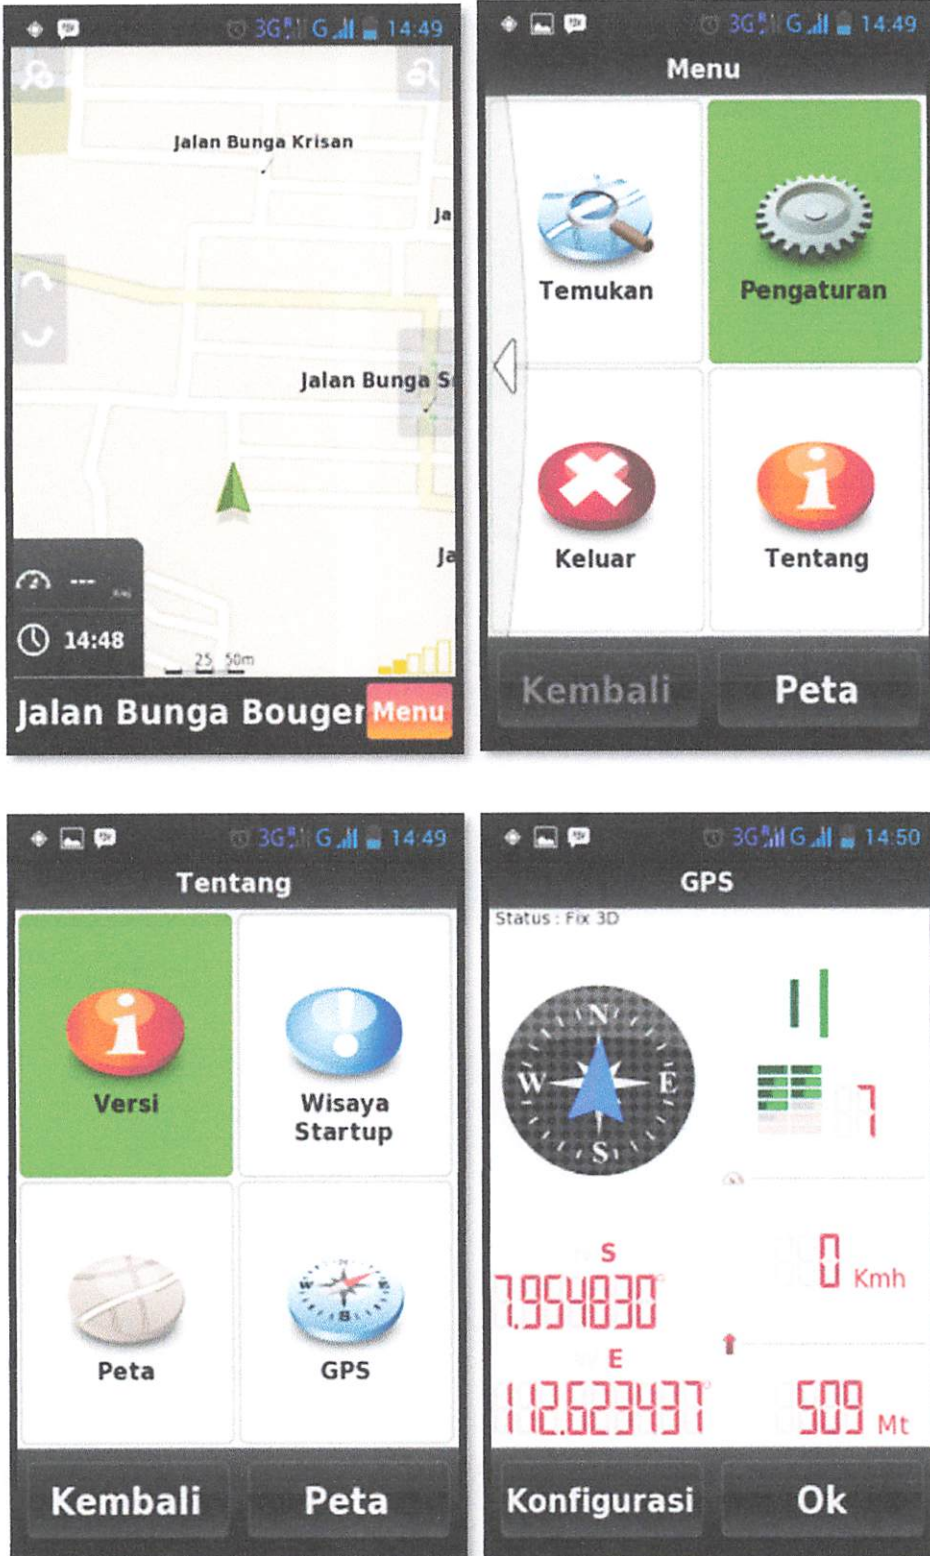 3G R G 14:49
Jalan Bunga Krisan
Ja
Jalan Bunga S
Ja
---
14:48
25 50m
Jalan Bunga Bouger
Menu
3G R G 14:49
Menu
Temukan
Pengaturan
Keluar
Tentang
Kembali
Peta
3G R G 14:49
Tentang
Versi
Wisaya
Startup
Peta
GPS
Kembali
Peta
3G R G 14:50
GPS
Status : Fix 3D
N
W E
S
7
S
7.954830°
0 Kmh
E
112.623437°
509 Mt
Konfigurasi
Ok